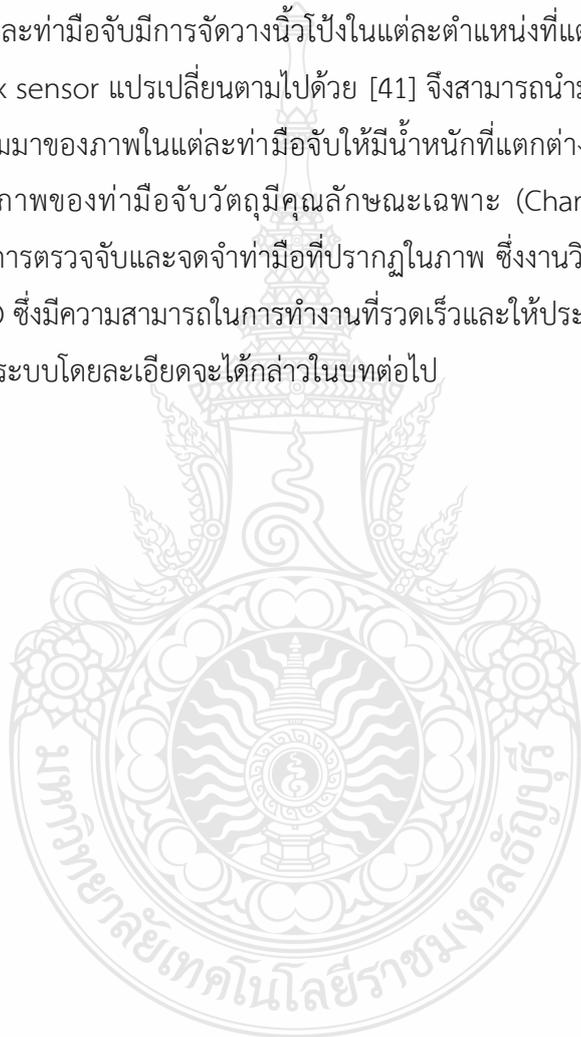 ละท่ามือจับมีการจัดวางนิ้วโป้งในแต่ละตำแหน่งที่แต
x sensor แปรเปลี่ยนตามไปด้วย [41] จึงสามารถนำม
มมาของภาพในแต่ละท่ามือจับให้มีน้ำหนักที่แตกต่าง
ภาพของท่ามือจับวัตถุมีคุณลักษณะเฉพาะ (Char
การตรวจจับและจดจำท่ามือที่ปรากฏในภาพ ซึ่งงานวิ
ซึ่งมีความสามารถในการทำงานที่รวดเร็วและให้ประ
ระบบโดยละเอียดจะได้กล่าวในบทต่อไป
มหาวิทยาลัยเทคโนโลยีราชมงคลธัญบุรี